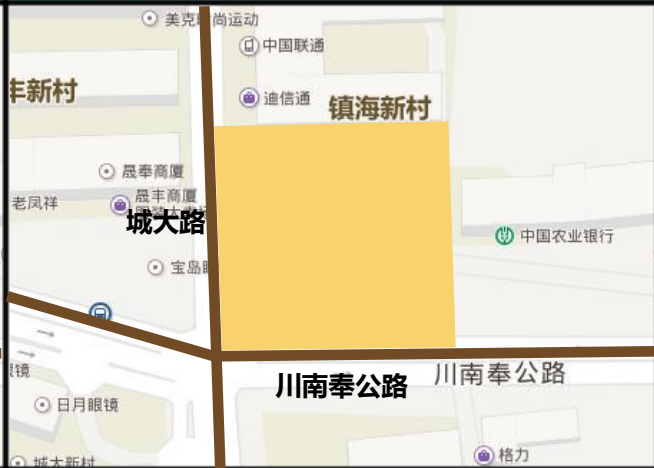 美克
尚运动
中国联通
丰新村
迪信通
镇海新村
晟奉商厦
晟丰商厦
老凤祥
城大路
中国农业银行
宝岛
川南奉公路
川南奉公路
镜
日月眼镜
格力
城大新村